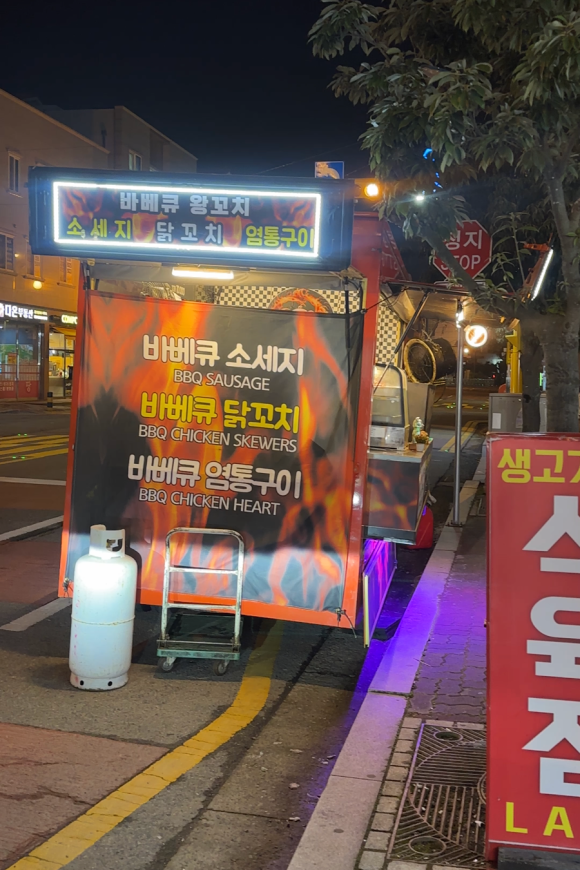 바베큐 왕꼬치
소세지 닭꼬치 염통구이
정지
STOP
바베큐 소세지
BBQ SAUSAGE
바베큐 닭꼬치
BBQ CHICKEN SKEWERS
바베큐 염통구이
BBQ CHICKEN HEART
생고기
LA